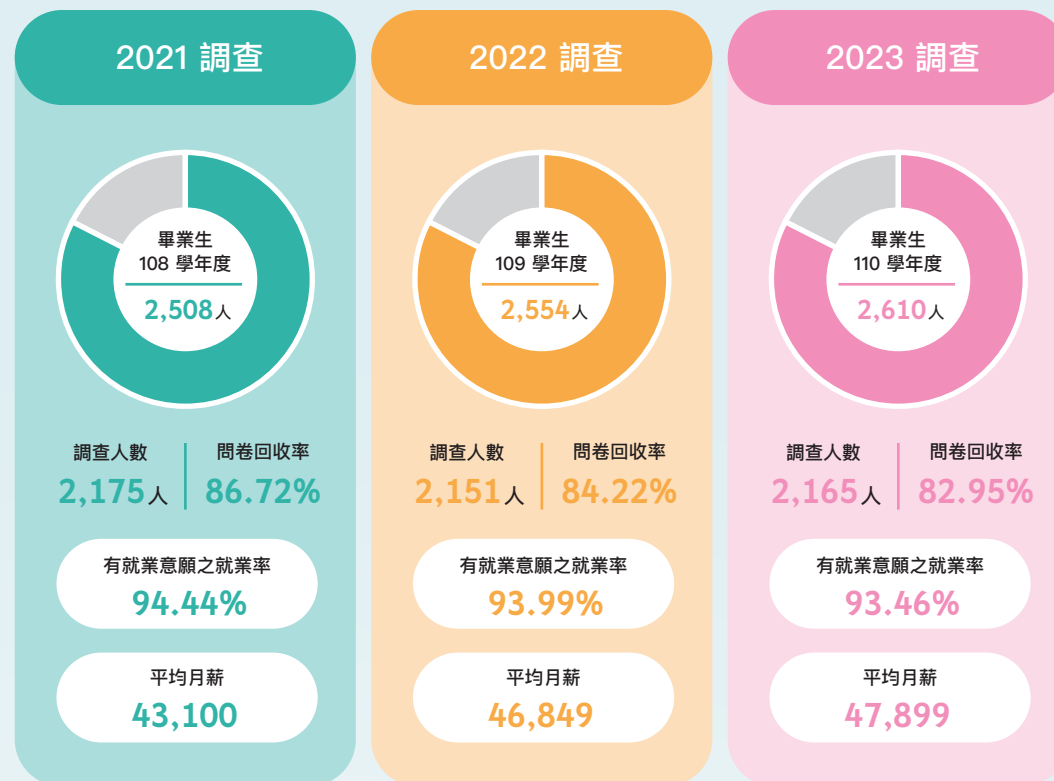 2021 調查
畢業生
108 學年度
2,508人
調查人數
2,175人
問卷回收率
86.72%
有就業意願之就業率
94.44%
平均月薪
43,100
2022 調查
畢業生
109 學年度
2,554人
調查人數
2,151人
問卷回收率
84.22%
有就業意願之就業率
93.99%
平均月薪
46,849
2023 調查
畢業生
110 學年度
2,610人
調查人數
2,165人
問卷回收率
82.95%
有就業意願之就業率
93.46%
平均月薪
47,899